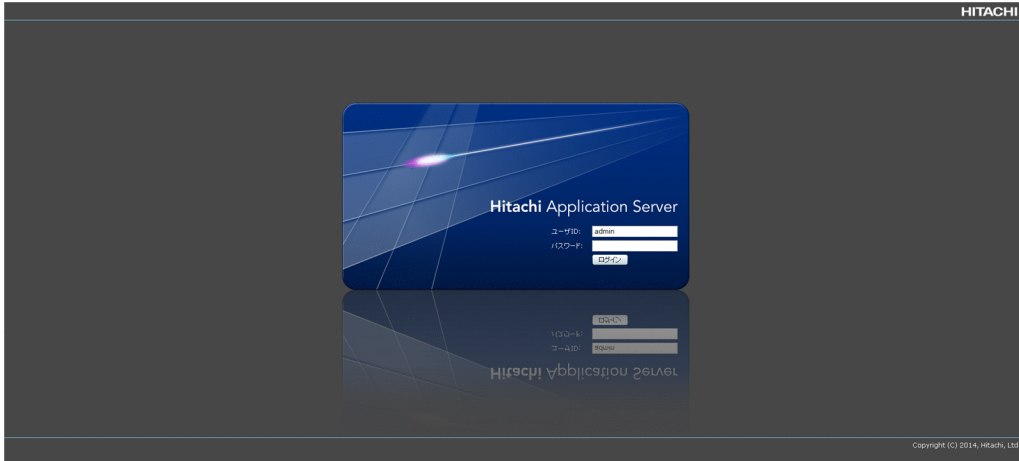 HITACHI
Hitachi Application Server
ユーザID: admin
パスワード:
ログイン
Copyright (C) 2014, Hitachi, Ltd